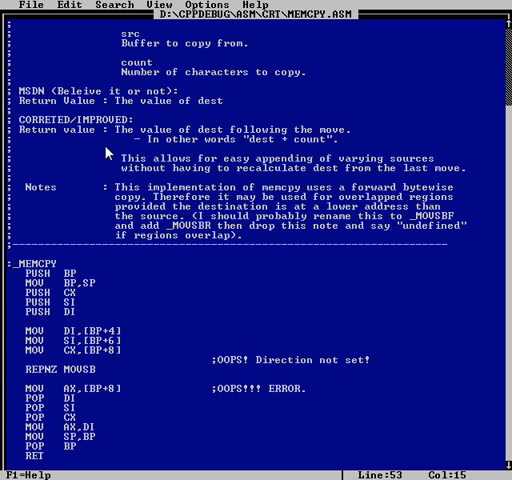 File Edit Search View Options Help
D:\CPPDEBUG\ASM\CRT\MEMCPY.ASM
; src
; Buffer to copy from.
;
; count
; Number of characters to copy.
;
; MSDN (Beleive it or not):
; Return Value : The value of dest
;
; CORRETED/IMPROVED:
; Return value : The value of dest following the move.
; - In other words "dest + count".
;
; This allows for easy appending of varying sources
; without having to recalculate dest from the last move.
;
; Notes : This implementation of memcpy uses a forward bytewise
; copy. Therefore it may be used for overlapped regions
; provided the destination is at a lower address than
; the source. (I should probably rename this to _MOVSBF
; and add _MOVSBR then drop this note and say "undefined"
; if regions overlap).
;--------------------------------------------------------------------
:_MEMCPY
PUSH BP
MOV BP,SP
PUSH CX
PUSH SI
PUSH DI
MOV DI,[BP+4]
MOV SI,[BP+6]
MOV CX,[BP+8]
;OOPS! Direction not set!
REPNZ MOVSB
MOV AX,[BP+8] ;OOPS!!! ERROR.
POP DI
POP SI
POP CX
MOV AX,DI
MOV SP,BP
POP BP
RET
F1=Help Line:53 Col:15